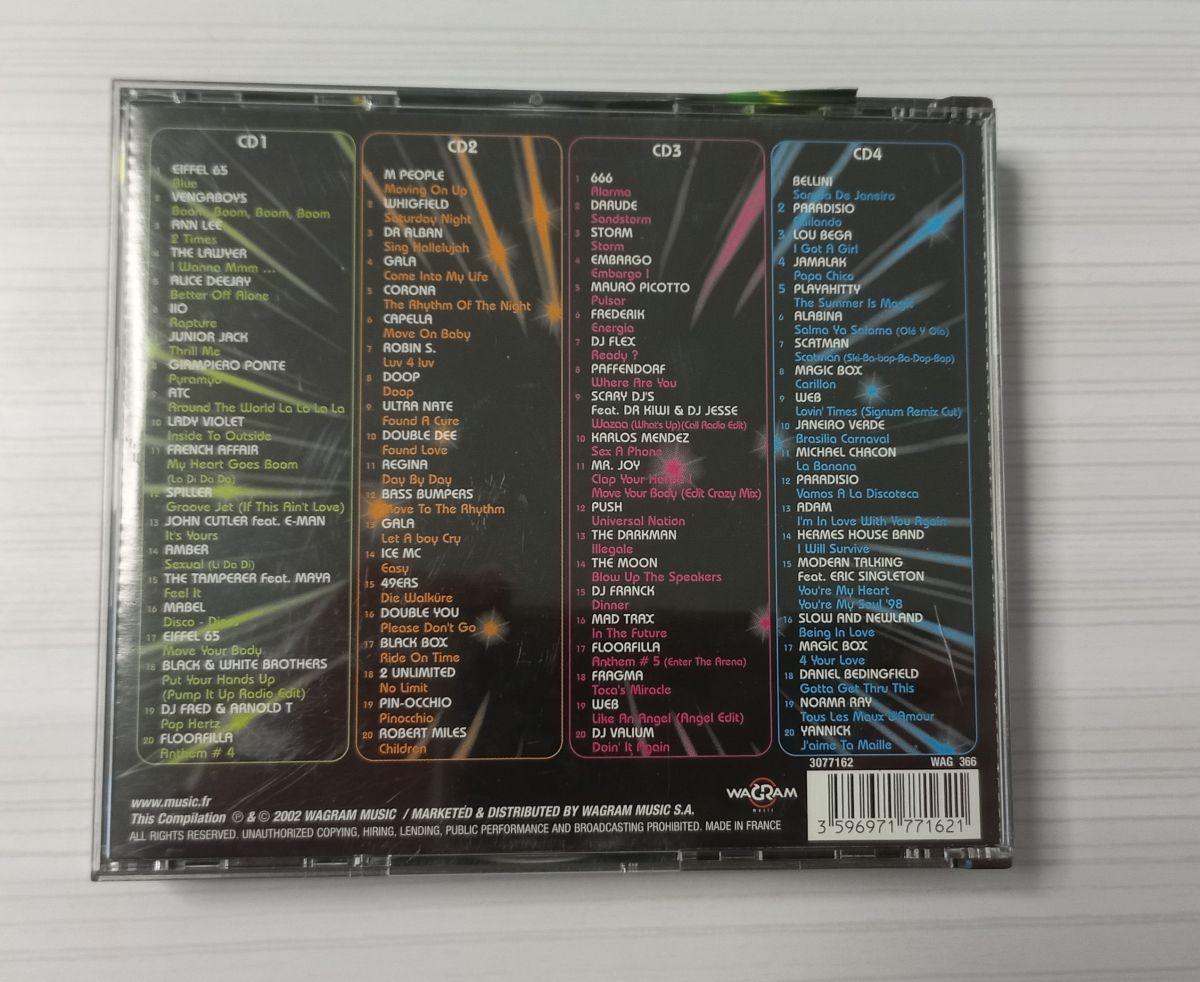 CD1
1 EIFFEL 65
Blue
2 VENGABOYS
Boom, Boom, Boom, Boom
3 ANN LEE
2 Times
4 THE LAWYER
I Wanna Mmm ...
5 ALICE DEEJAY
Better Off Alone
6 IIO
Rapture
7 JUNIOR JACK
Thrill Me
8 GIAMPIERO PONTE
Pyramyd
9 ATC
Arround The World La La La La
10 LADY VIOLET
Inside To Outside
11 FRENCH AFFAIR
My Heart Goes Boom
(La Di Da Da)
12 SPILLER
Groove Jet (If This Ain't Love)
13 JOHN CUTLER feat. E-MAN
It's Yours
14 AMBER
Sexual (Li Da Di)
15 THE TAMPERER Feat. MAYA
Feel It
16 MABEL
Disco - Disco
17 EIFFEL 65
Move Your Body
18 BLACK & WHITE BROTHERS
Put Your Hands Up
(Pump It Up Radio Edit)
19 DJ FRED & ARNOLD T
Pop Hertz
20 FLOORFILLA
Anthem # 4
CD2
1 M PEOPLE
Moving On Up
2 WHIGFIELD
Saturday Night
3 DR ALBAN
Sing Hallelujah
4 GALA
Come Into My Life
5 CORONA
The Rhythm Of The Night
6 CAPELLA
Move On Baby
7 ROBIN S.
Luv 4 luv
8 DOOP
Doop
9 ULTRA NATE
Found A Cure
10 DOUBLE DEE
Found Love
11 REGINA
Day By Day
12 BASS BUMPERS
Move To The Rhythm
13 GALA
Let A boy Cry
14 ICE MC
Easy
15 49ERS
Die Walküre
16 DOUBLE YOU
Please Don't Go
17 BLACK BOX
Ride On Time
18 2 UNLIMITED
No Limit
19 PIN-OCCHIO
Pinocchio
20 ROBERT MILES
Children
CD3
1 666
Alarma
2 DARUDE
Sandstorm
3 STORM
Storm
4 EMBARGO
Embargo !
5 MAURO PICOTTO
Pulsar
6 FREDERIK
Energia
7 DJ FLEX
Ready ?
8 PAFFENDORF
Where Are You
9 SCARY DJ'S
Feat. DR KIWI & DJ JESSE
Wazaa (What's Up)(Call Radio Edit)
10 KARLOS MENDEZ
Sex A Phone
11 MR. JOY
Clap Your Hands
Move Your Body (Edit Crazy Mix)
12 PUSH
Universal Nation
13 THE DARKMAN
Illegale
14 THE MOON
Blow Up The Speakers
15 DJ FRANCK
Dinner
16 MAD TRAX
In The Future
17 FLOORFILLA
Anthem # 5 (Enter The Arena)
18 FRAGMA
Toca's Miracle
19 WEB
Like An Angel (Angel Edit)
20 DJ VALIUM
Doin' It Again
CD4
1 BELLINI
Samba De Janeiro
2 PARADISIO
Bailando
3 LOU BEGA
I Got A Girl
4 JAMALAK
Papa Chico
5 PLAYAHITTY
The Summer Is Magic
6 ALABINA
Salma Ya Salama (Olé Y Ola)
7 SCATMAN
Scatman (Ski-Ba-bop-Ba-Dop-Bop)
8 MAGIC BOX
Carillon
9 WEB
Lovin' Times (Signum Remix Cut)
10 JANEIRO VERDE
Brasilia Carnaval
11 MICHAEL CHACON
La Banana
12 PARADISIO
Vamos A La Discoteca
13 ADAM
I'm In Love With You Again
14 HERMES HOUSE BAND
I Will Survive
15 MODERN TALKING
Feat. ERIC SINGLETON
You're My Heart
You're My Soul '98
16 SLOW AND NEWLAND
Being In Love
17 MAGIC BOX
4 Your Love
18 DANIEL BEDINGFIELD
Gotta Get Thru This
19 NORMA RAY
Tous Les Maux D'Amour
20 YANNICK
J'aime Ta Maille
3077162 WAG 366
www.music.fr
This Compilation ℗ & © 2002 WAGRAM MUSIC / MARKETED & DISTRIBUTED BY WAGRAM MUSIC S.A.
ALL RIGHTS RESERVED. UNAUTHORIZED COPYING, HIRING, LENDING, PUBLIC PERFORMANCE AND BROADCASTING PROHIBITED. MADE IN FRANCE
WAGRAM
music
3 596971 771621